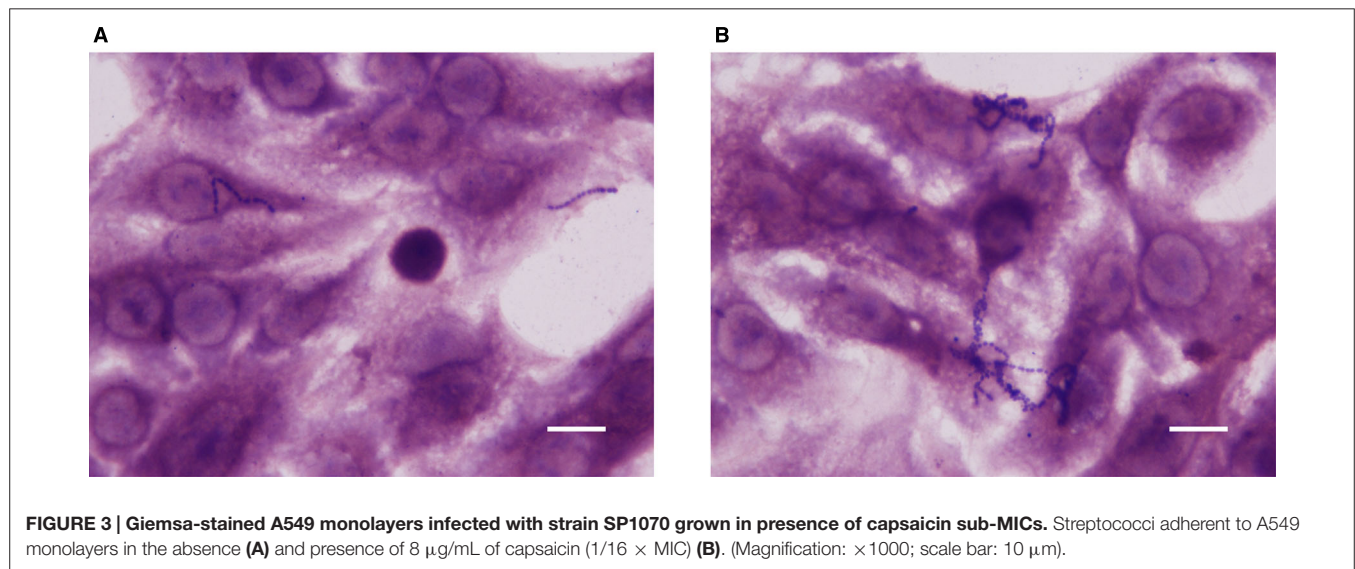 A
B
FIGURE 3 | Giemsa-stained A549 monolayers infected with strain SP1070 grown in presence of capsaicin sub-MICs. Streptococci adherent to A549
monolayers in the absence (A) and presence of 8 μg/mL of capsaicin (1/16 × MIC) (B). (Magnification: ×1000; scale bar: 10 μm).